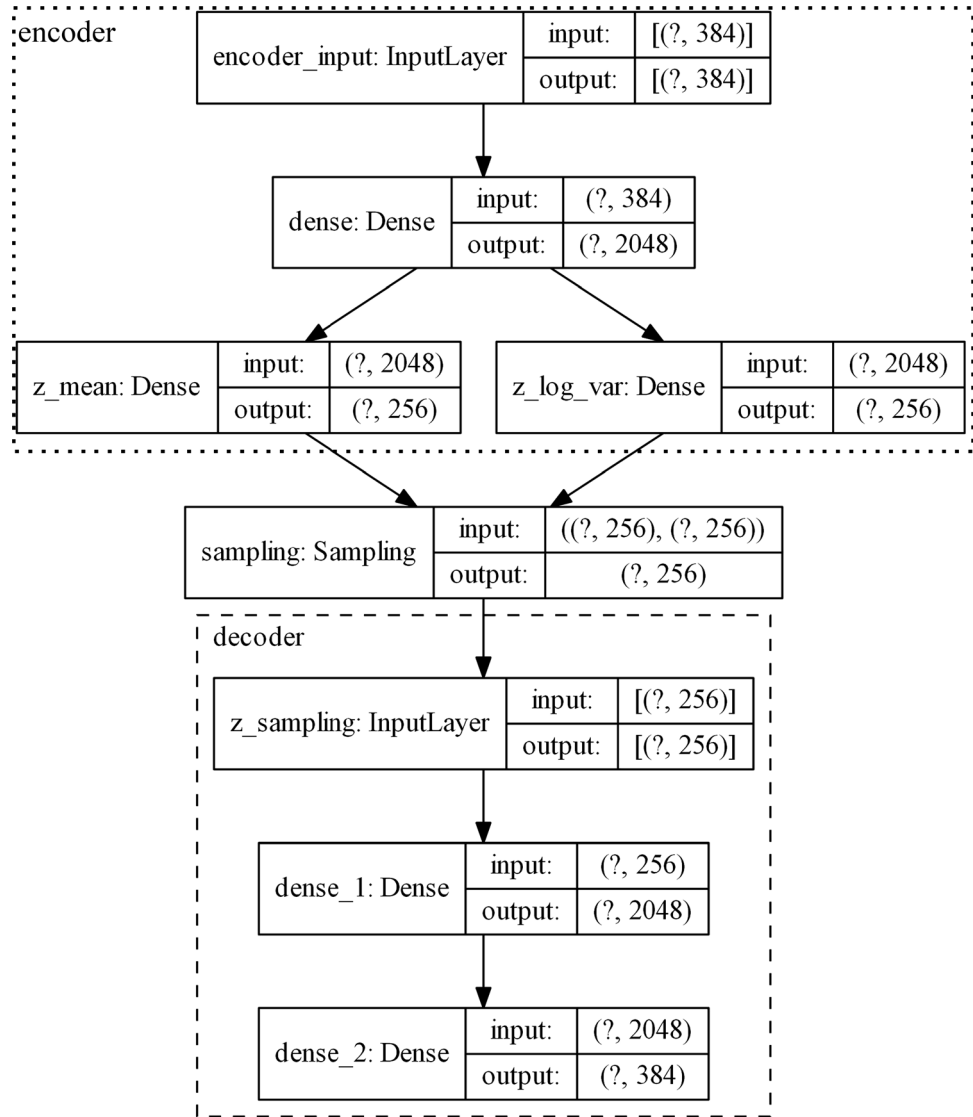 encoder
encoder_input: InputLayer
input: [(?, 384)]
output: [(?, 384)]
dense: Dense
input: (?, 384)
output: (?, 2048)
z_mean: Dense
input: (?, 2048)
output: (?, 256)
z_log_var: Dense
input: (?, 2048)
output: (?, 256)
sampling: Sampling
input: ((?, 256), (?, 256))
output: (?, 256)
decoder
z_sampling: InputLayer
input: [(?, 256)]
output: [(?, 256)]
dense_1: Dense
input: (?, 256)
output: (?, 2048)
dense_2: Dense
input: (?, 2048)
output: (?, 384)